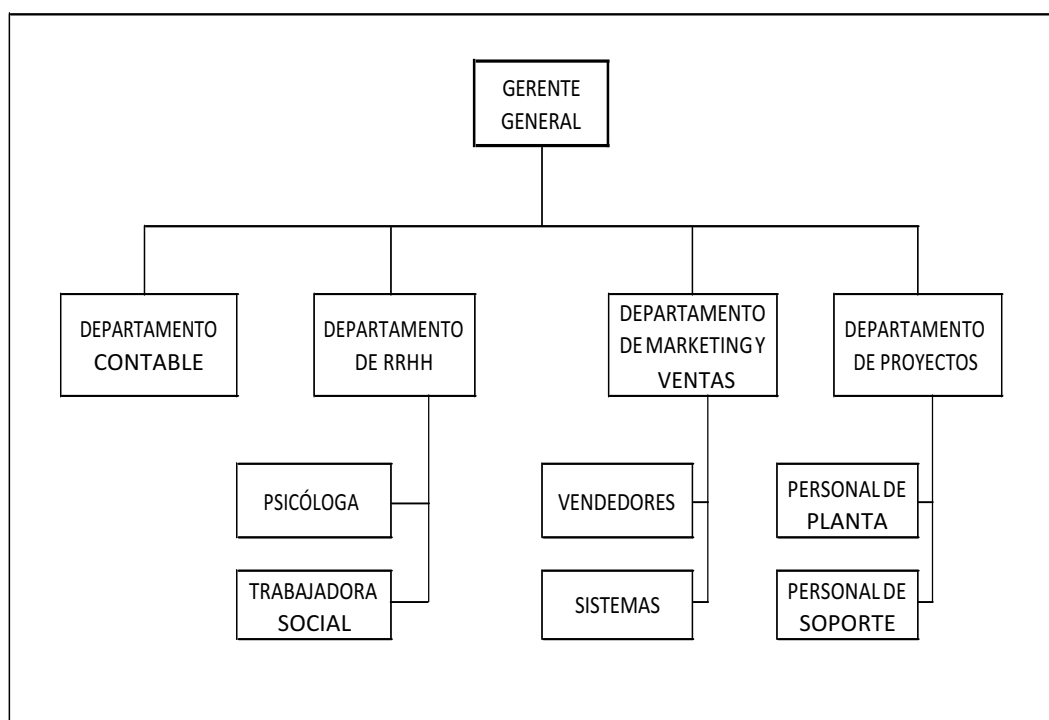 GERENTE
GENERAL
DEPARTAMENTO
CONTABLE
DEPARTAMENTO
DE RRHH
DEPARTAMENTO
DE MARKETING Y
VENTAS
DEPARTAMENTO
DE PROYECTOS
PSICÓLOGA
VENDEDORES
PERSONAL DE
PLANTA
TRABAJADORA
SOCIAL
SISTEMAS
PERSONAL DE
SOPORTE